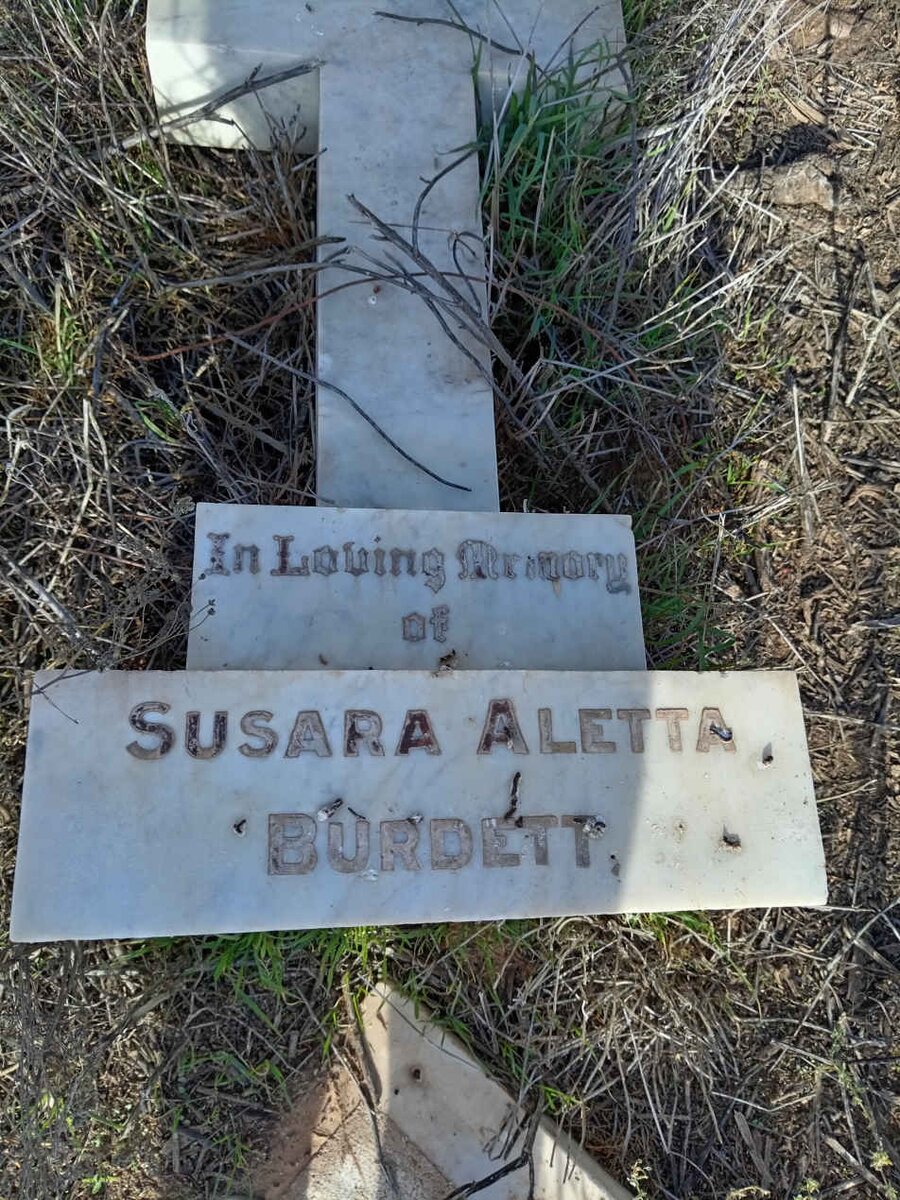 In Loving Memory
of
SUSARA ALETTA
BURDETT